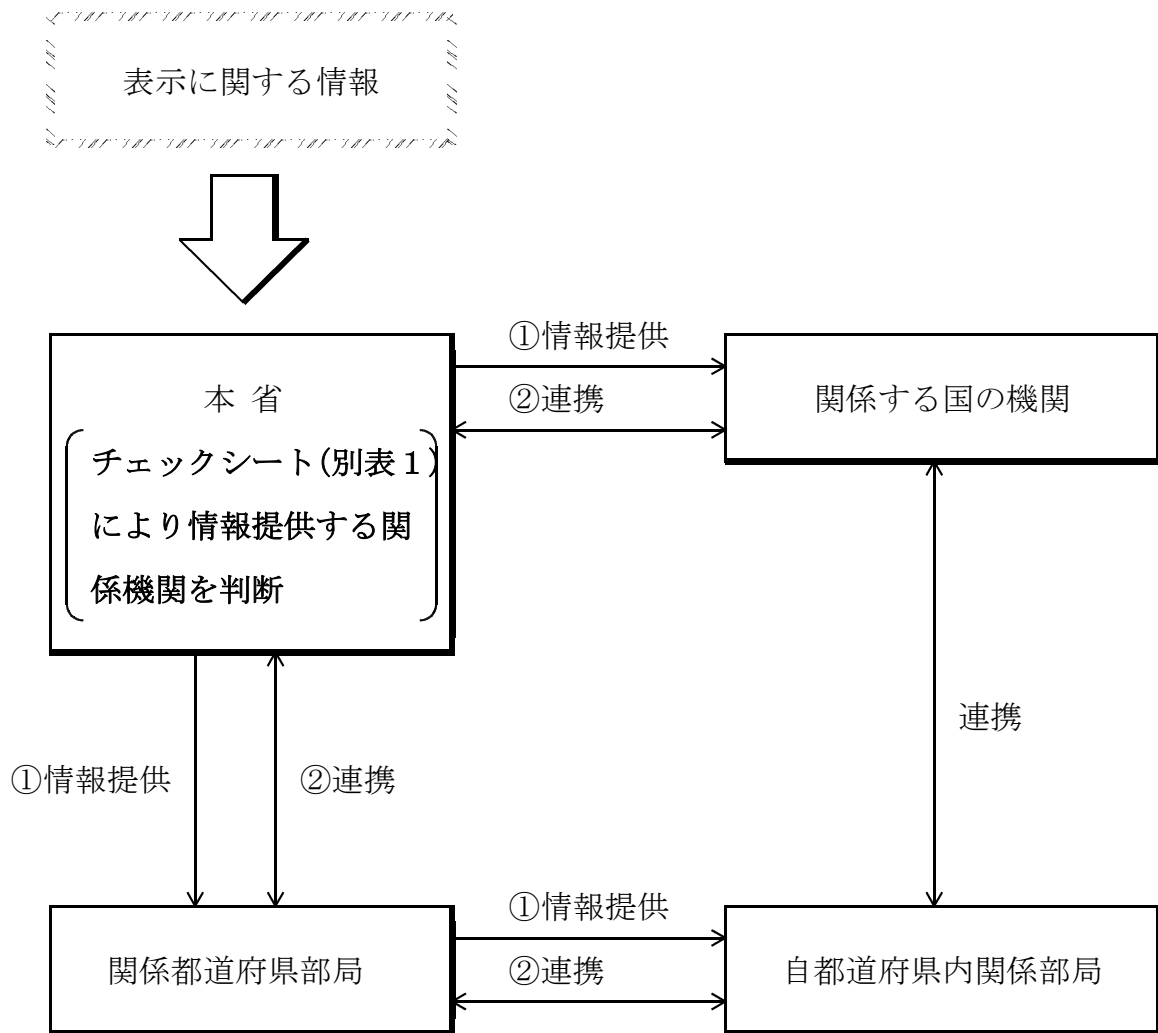 表示に関する情報
①情報提供
本 省
②連携
関係する国の機関
チェックシート(別表１)
により情報提供する関
係機関を判断
連携
①情報提供
②連携
①情報提供
関係都道府県部局
②連携
自都道府県内関係部局